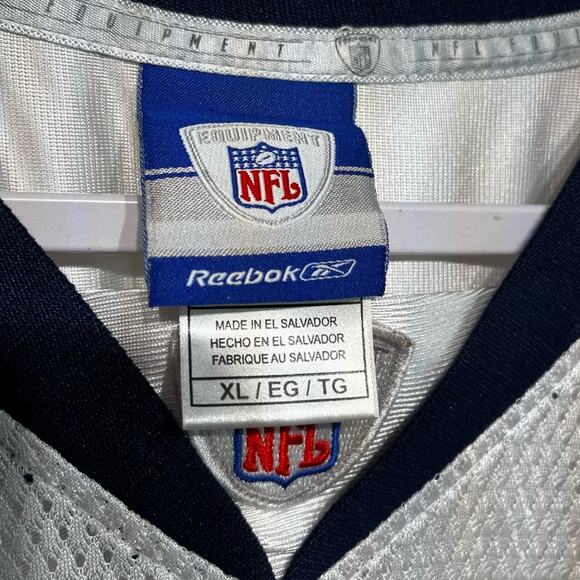 EQUIPMENT NFL
EQUIPMENT
NFL
Reebok
MADE IN EL SALVADOR
HECHO EN EL SALVADOR
FABRIQUE AU SALVADOR
XL / EG / TG
NFL